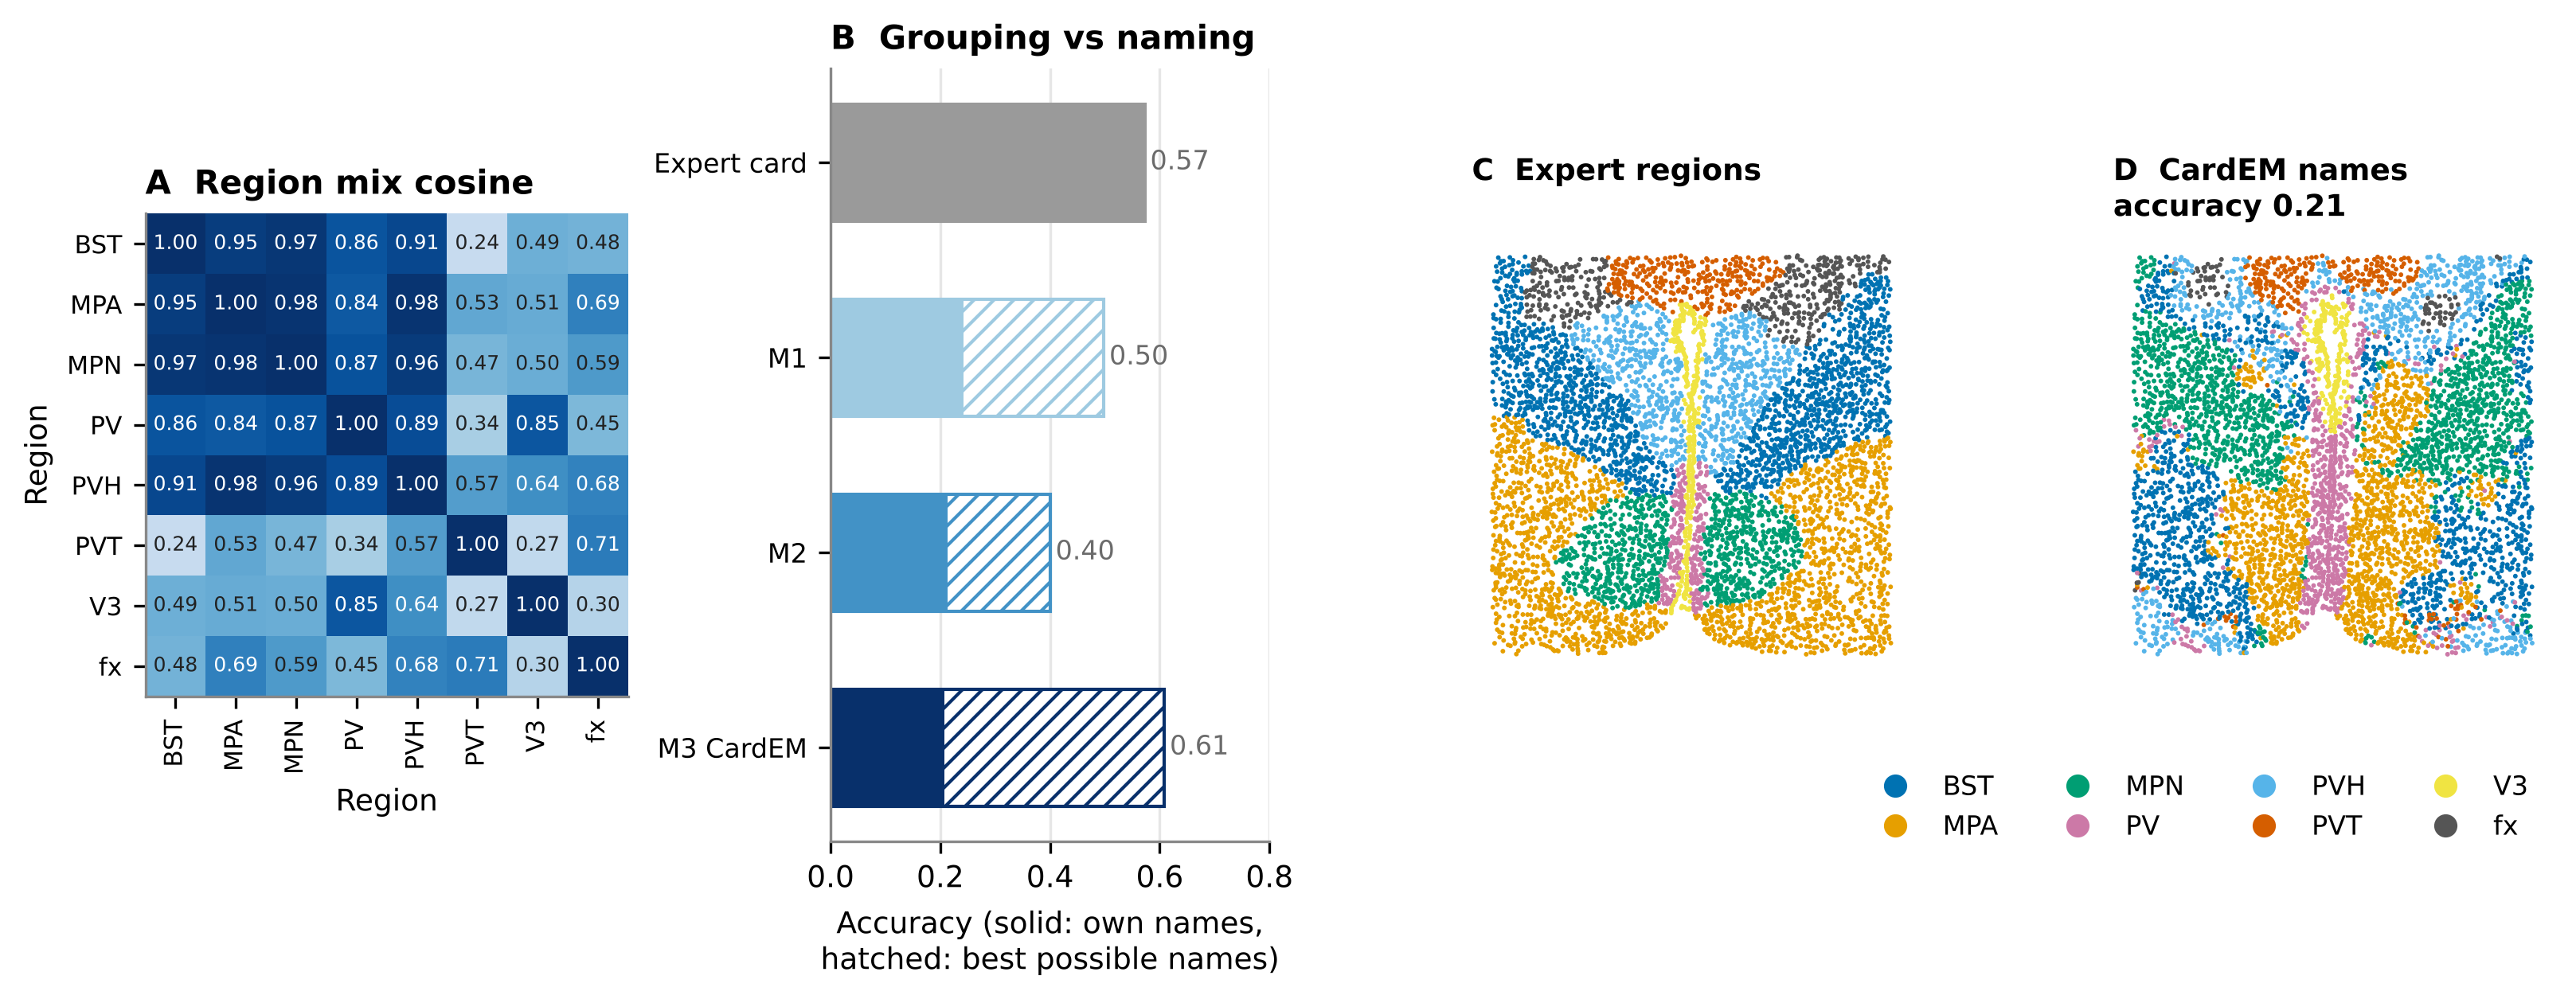 A Region mix cosine
Region
BST 1.00 0.95 0.97 0.86 0.91 0.24 0.49 0.48
MPA 0.95 1.00 0.98 0.84 0.98 0.53 0.51 0.69
MPN 0.97 0.98 1.00 0.87 0.96 0.47 0.50 0.59
PV 0.86 0.84 0.87 1.00 0.89 0.34 0.85 0.45
PVH 0.91 0.98 0.96 0.89 1.00 0.57 0.64 0.68
PVT 0.24 0.53 0.47 0.34 0.57 1.00 0.27 0.71
V3 0.49 0.51 0.50 0.85 0.64 0.27 1.00 0.30
fx 0.48 0.69 0.59 0.45 0.68 0.71 0.30 1.00
BST MPA MPN PV PVH PVT V3 fx
Region
B Grouping vs naming
Expert card 0.57
M1 0.50
M2 0.40
M3 CardEM 0.61
0.0 0.2 0.4 0.6 0.8
Accuracy (solid: own names,
hatched: best possible names)
C Expert regions
D CardEM names
accuracy 0.21
BST MPN PVH V3
MPA PV PVT fx